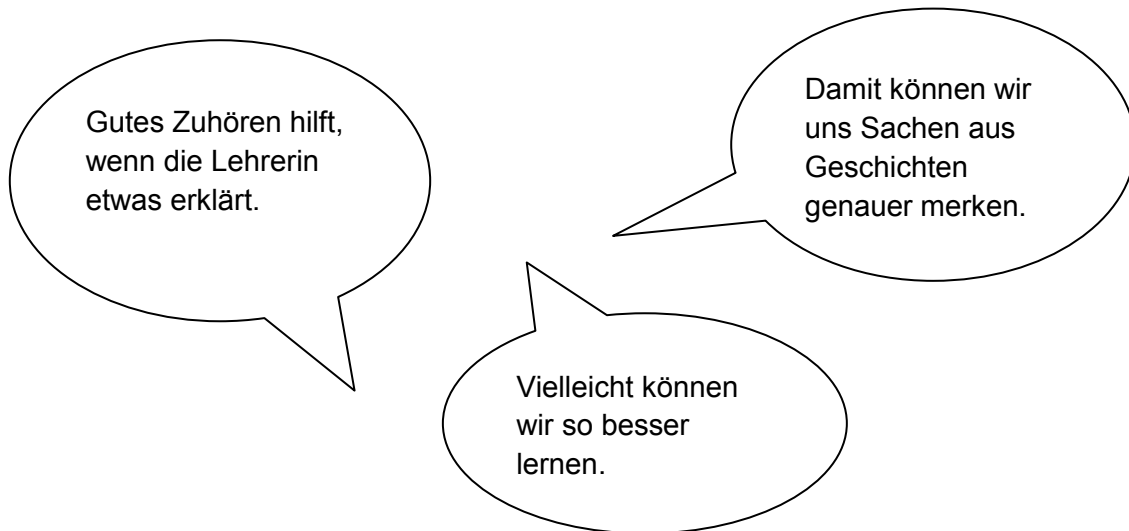 Gutes Zuhören hilft,
wenn die Lehrerin
etwas erklärt.
Damit können wir
uns Sachen aus
Geschichten
genauer merken.
Vielleicht können
wir so besser
lernen.